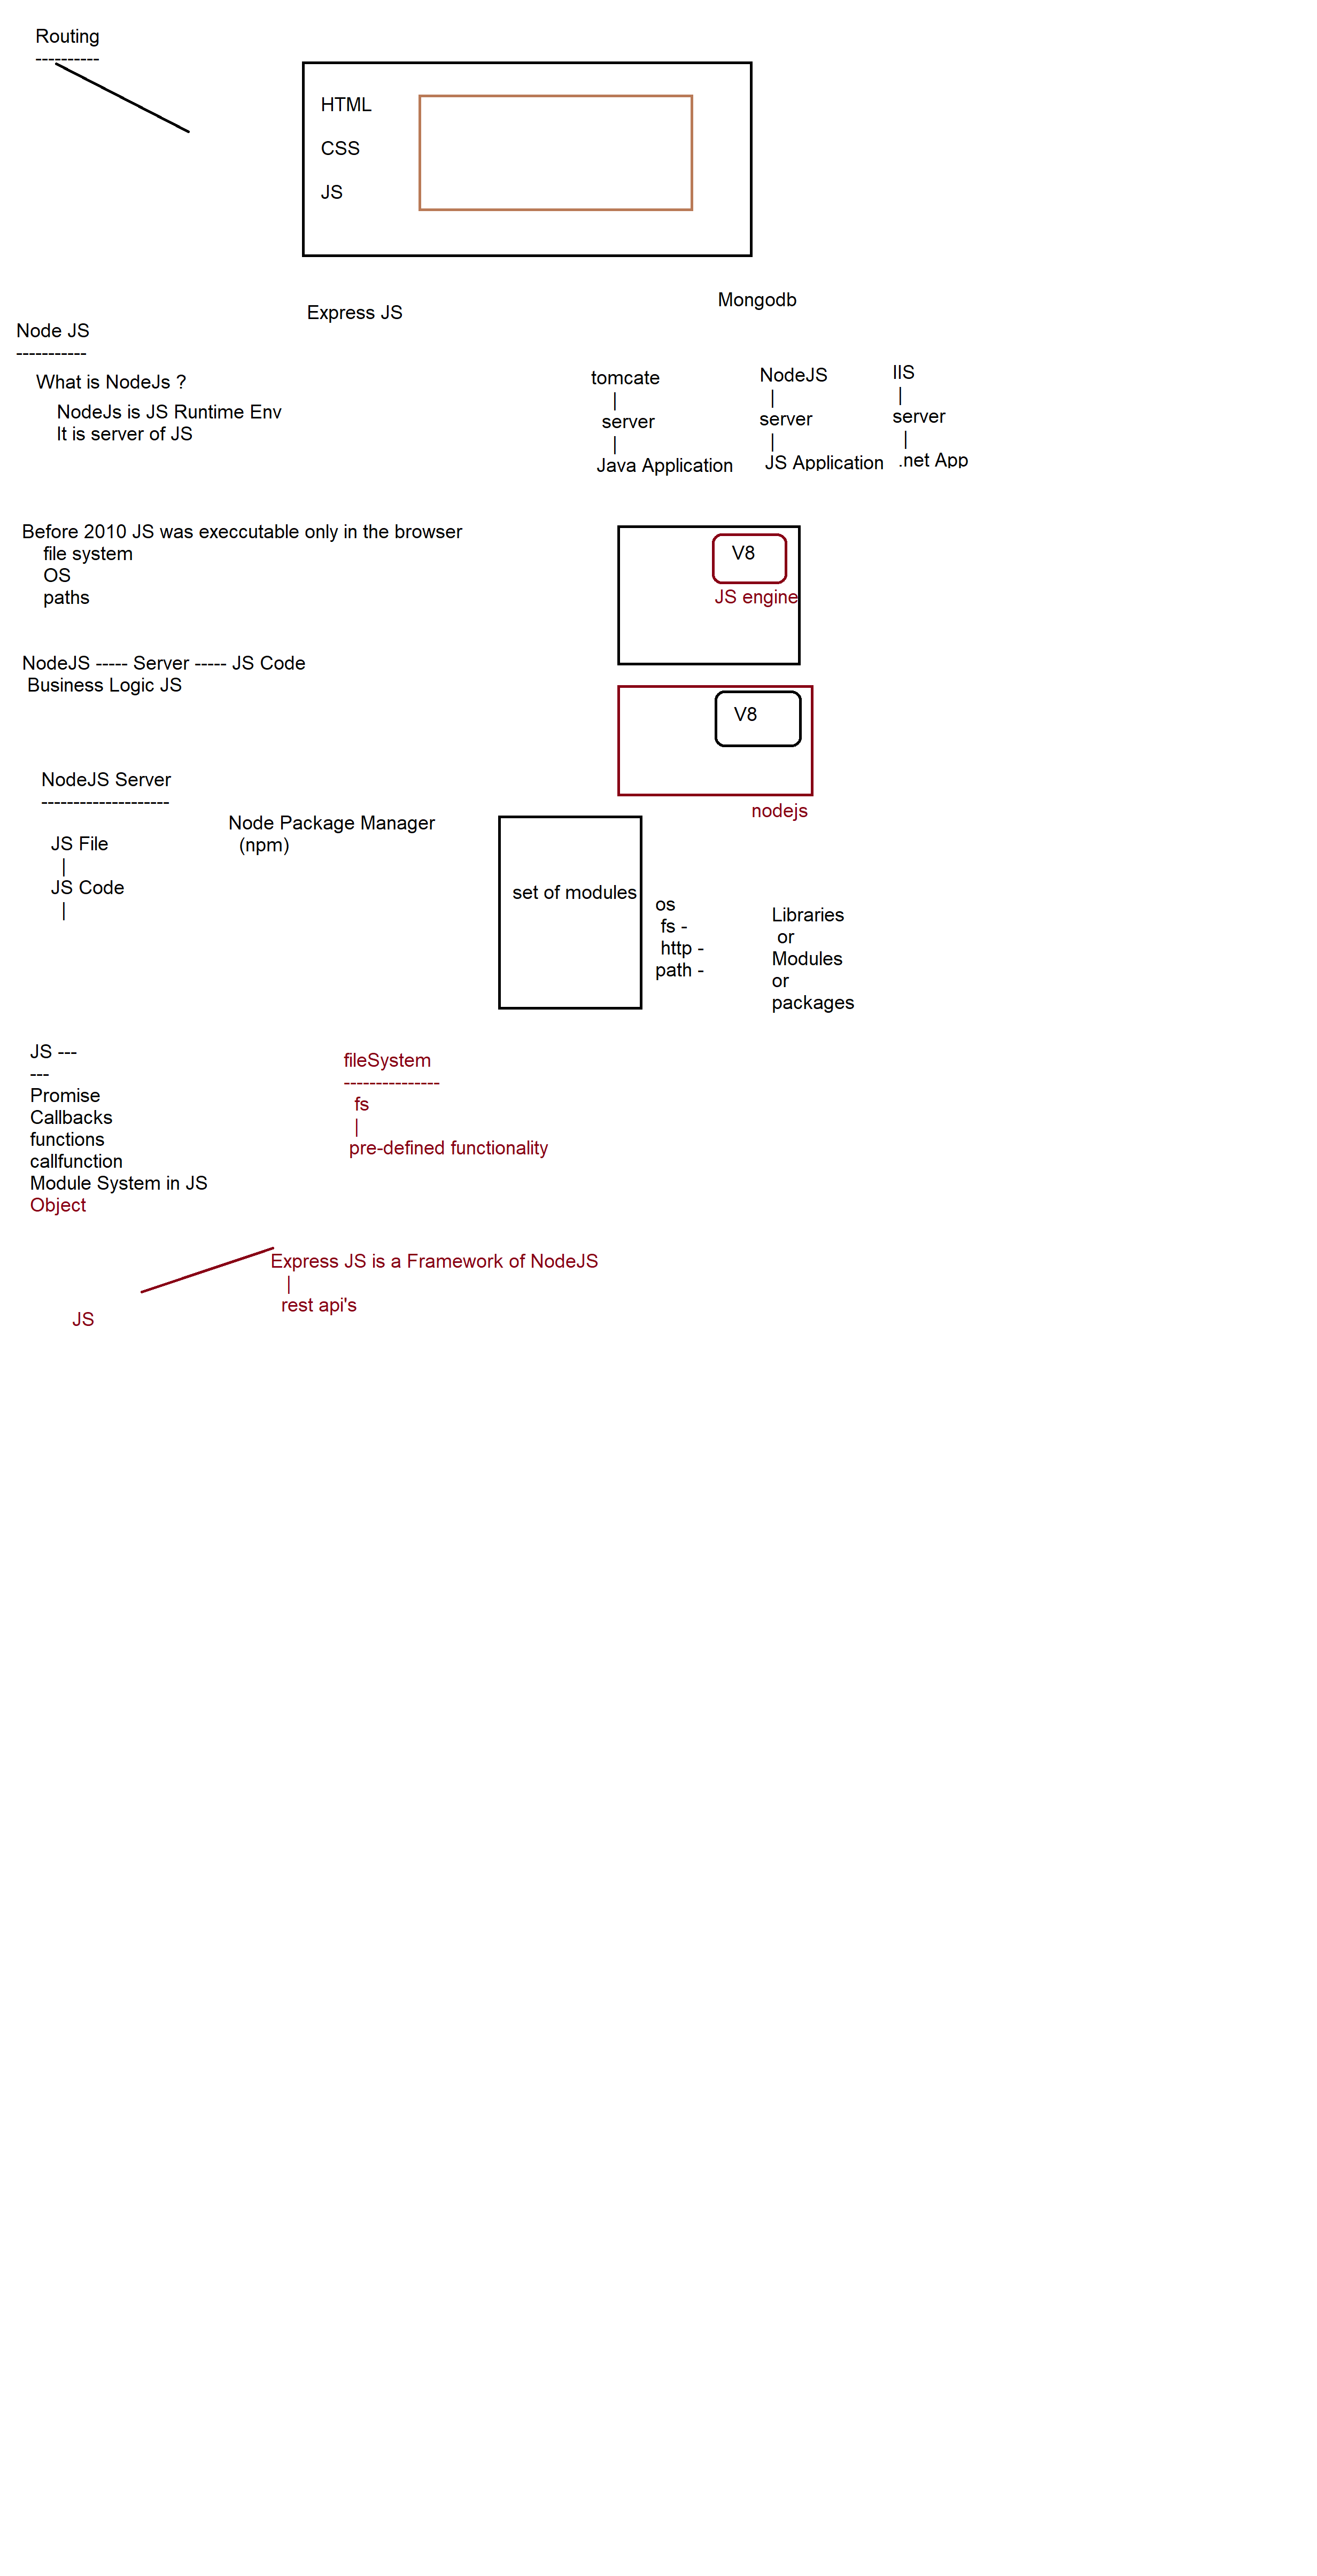 Routing
----------
HTML
CSS
JS
Express JS
Mongodb
Node JS
-----------
What is NodeJs ?
NodeJs is JS Runtime Env
It is server of JS
tomcate
|
server
|
Java Application
NodeJS
|
server
|
JS Application
IIS
|
server
|
.net App
Before 2010 JS was execcutable only in the browser
file system
OS
paths
V8
JS engine
NodeJS ----- Server ----- JS Code
Business Logic JS
V8
nodejs
NodeJS Server
--------------------
JS File
|
JS Code
|
Node Package Manager
(npm)
set of modules
os
fs -
http -
path -
Libraries
or
Modules
or
packages
JS ---
---
Promise
Callbacks
functions
callfunction
Module System in JS
Object
fileSystem
---------------
fs
|
pre-defined functionality
Express JS is a Framework of NodeJS
|
rest api's
JS